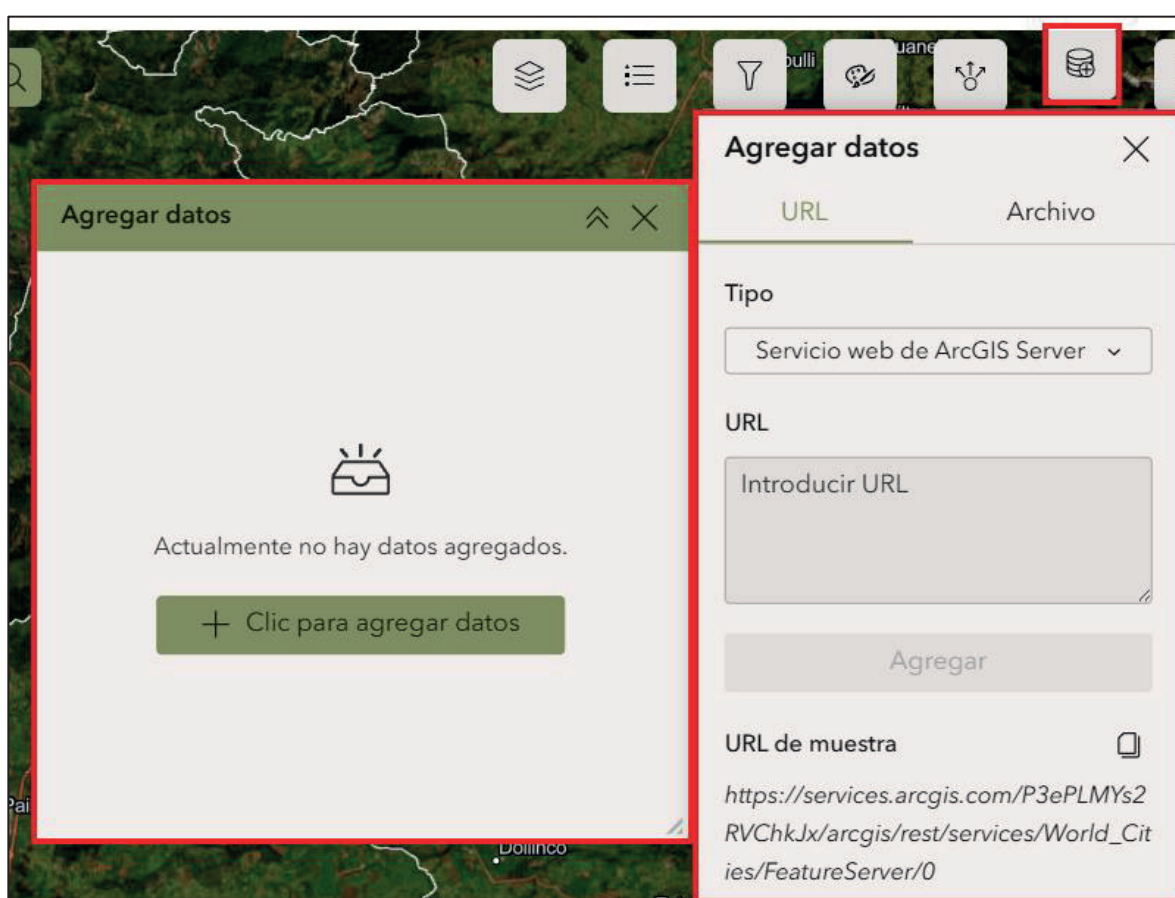 Agregar datos
Actualmente no hay datos agregados.
Clic para agregar datos
Agregar datos
URL
Archivo
Tipo
Servicio web de ArcGIS Server
URL
Introducir URL
Agregar
URL de muestra
https://services.arcgis.com/P3ePLMYs2
RVChkJx/arcgis/rest/services/World_Cit
ies/FeatureServer/0